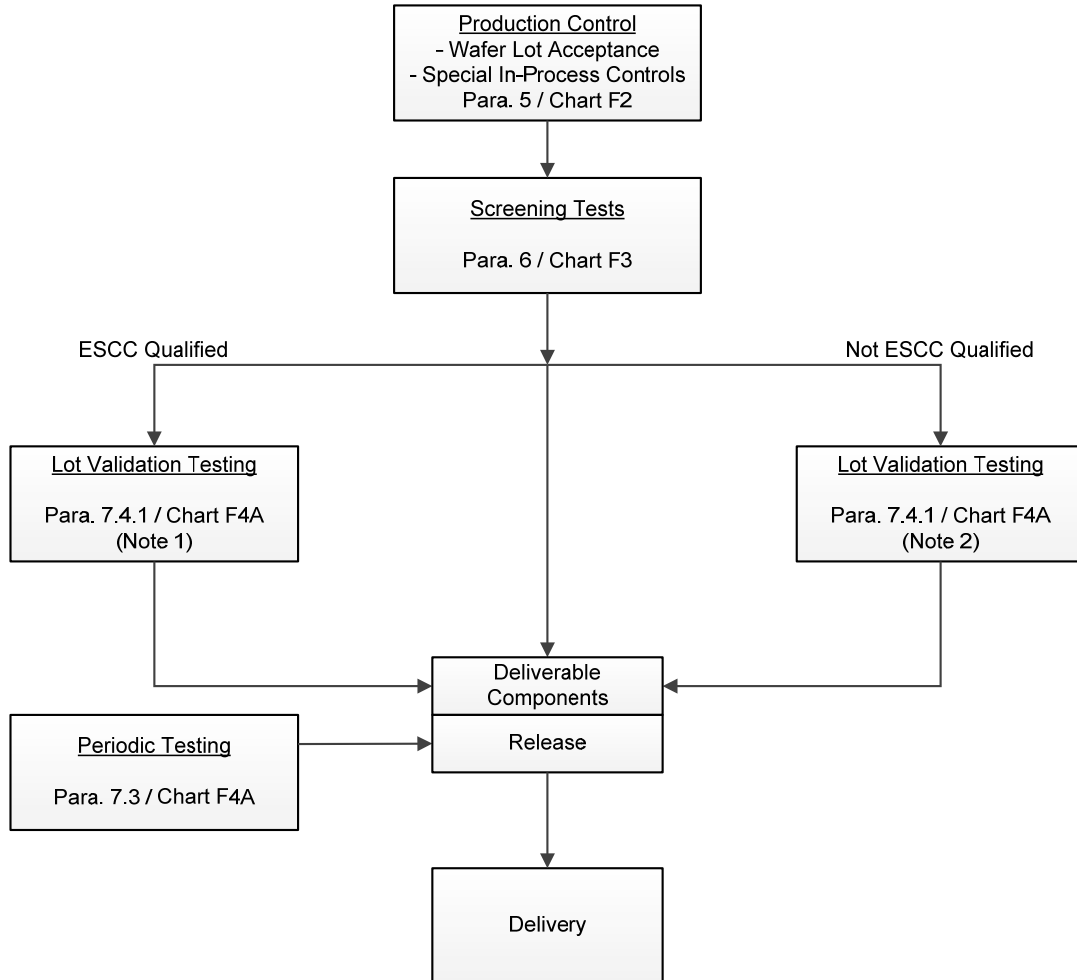 Production Control
- Wafer Lot Acceptance
- Special In-Process Controls
Para. 5 / Chart F2
Screening Tests
Para. 6 / Chart F3
ESCC Qualified
Not ESCC Qualified
Lot Validation Testing
Para. 7.4.1 / Chart F4A
(Note 1)
Lot Validation Testing
Para. 7.4.1 / Chart F4A
(Note 2)
Deliverable
Components
Release
Periodic Testing
Para. 7.3 / Chart F4A
Delivery